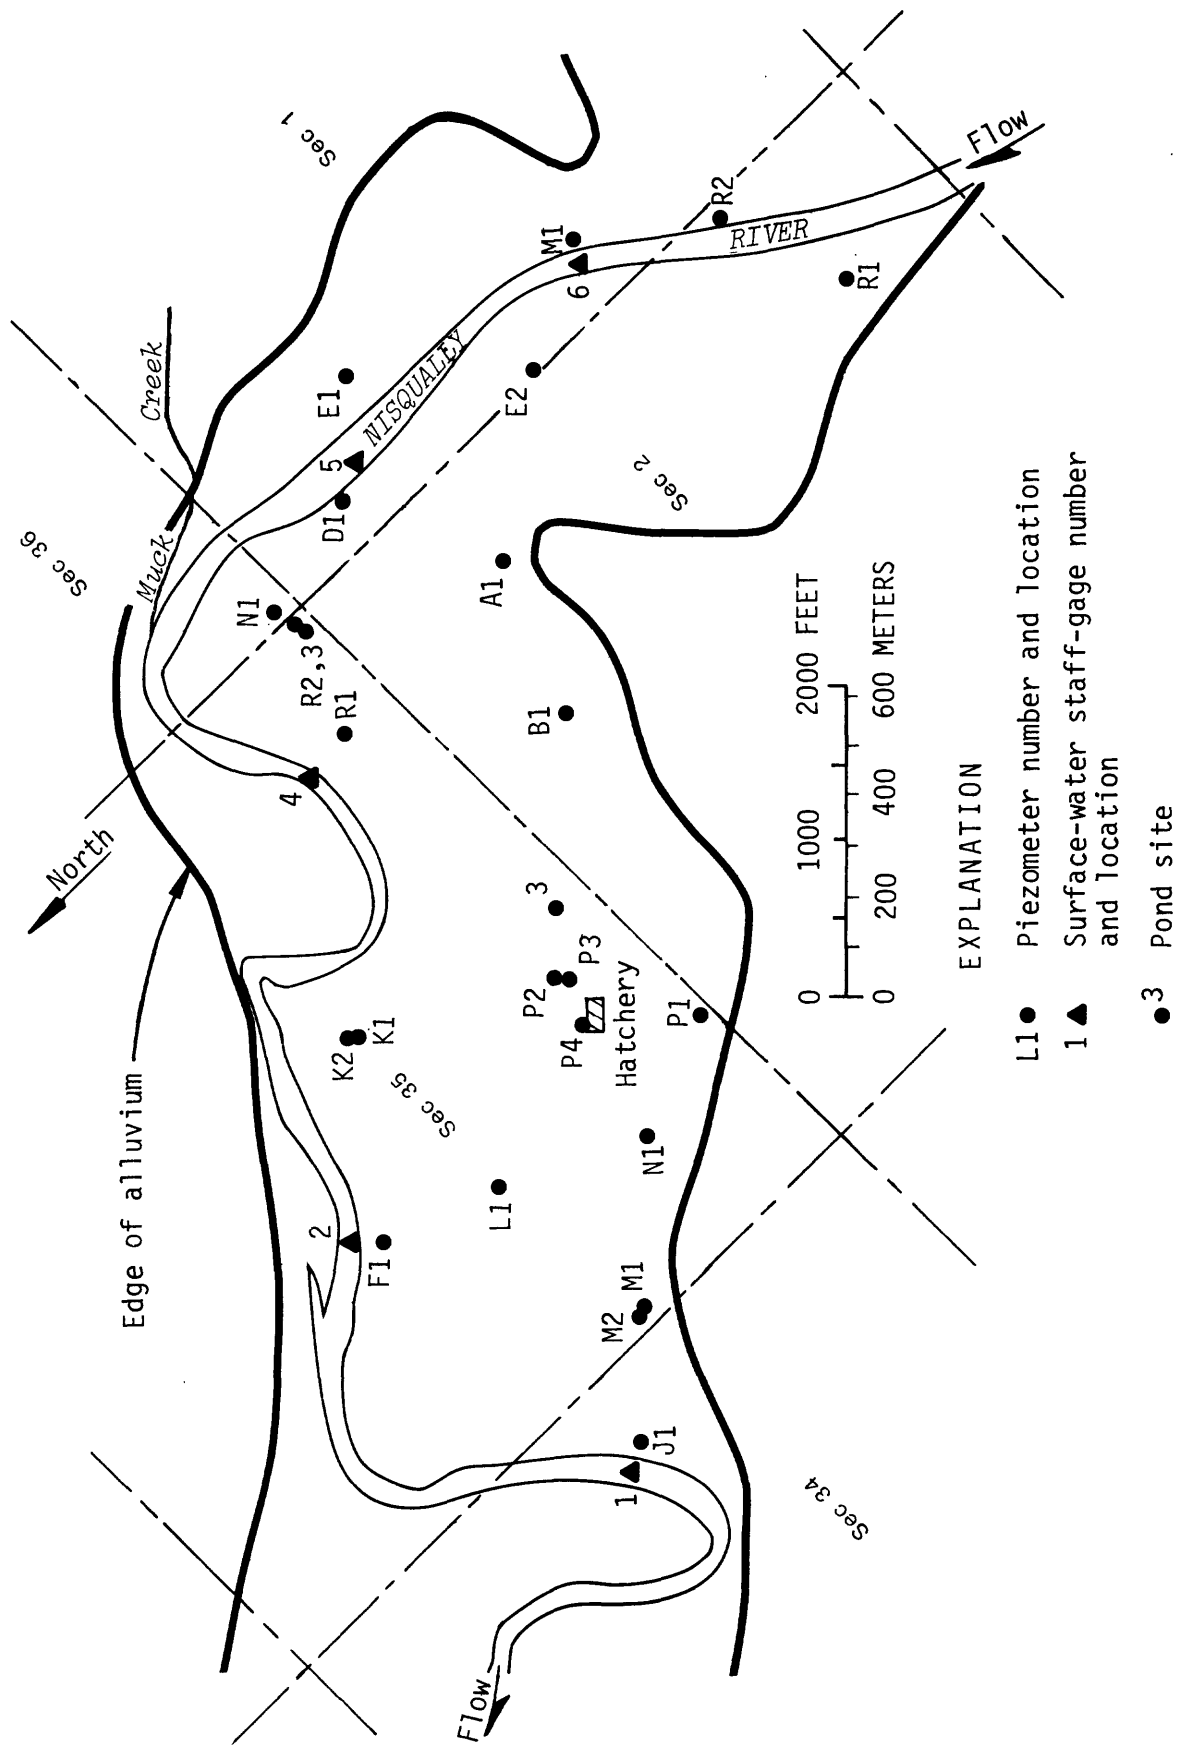 Sec 1
Flow
R2
RIVER
M1
6
R1
Creek
E1
NISQUALLY
5
E2
D1
Sec 2
Sec 36
Muck
N1
R2,3
R1
A1
B1
4
North
3
P2
P3
P4
Hatchery
P1
K2
K1
Sec 35
Edge of alluvium
N1
L1
2
F1
M1
M2
J1
1
Sec 34
Flow
0 1000 2000 FEET
0 200 400 600 METERS
EXPLANATION
L1 Piezometer number and location
1 Surface-water staff-gage number
and location
3 Pond site